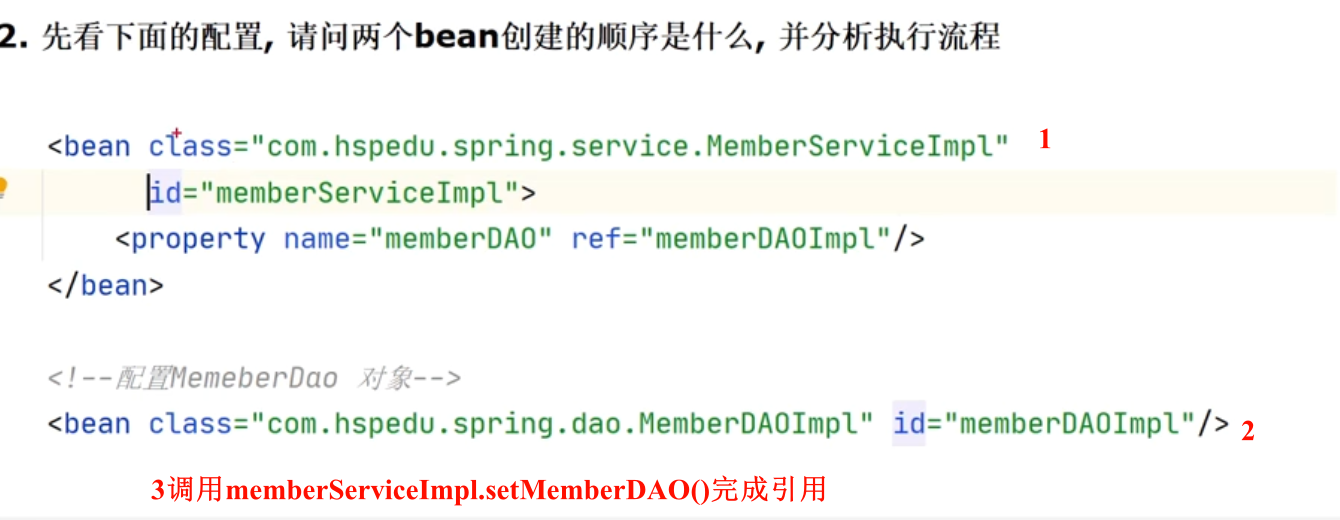 2. 先看下面的配置, 请问两个bean创建的顺序是什么, 并分析执行流程
<bean class="com.hspedu.spring.service.MemberServiceImpl" 1
id="memberServiceImpl">
<property name="memberDAO" ref="memberDAOImpl"/>
</bean>
<!--配置MemeberDao 对象-->
<bean class="com.hspedu.spring.dao.MemberDAOImpl" id="memberDAOImpl"/> 2
3调用memberServiceImpl.setMemberDAO()完成引用